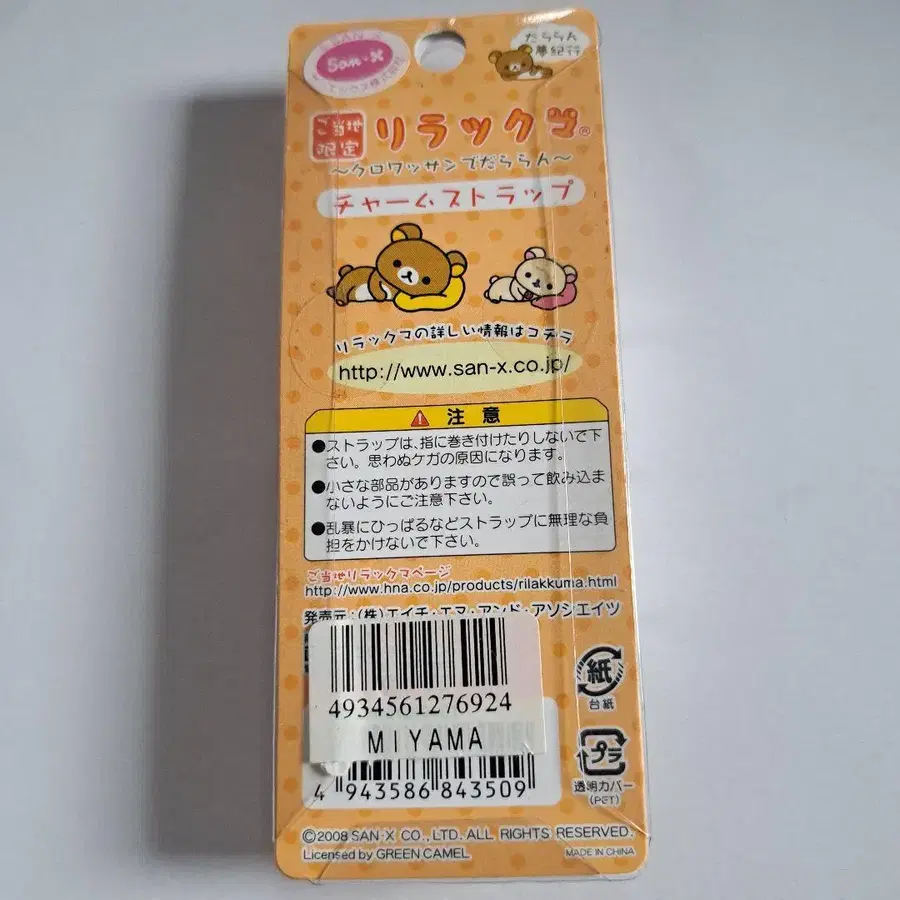 San-X
だららん
夢紀行
ご当地
限定
リラックマ®
～クロワッサンでだららん～
チャームストラップ
リラックマの詳しい情報はコチラ
http://www.san-x.co.jp/
注意
●ストラップは、指に巻き付けたりしないで下
さい。思わぬケガの原因になります。
●小さな部品がありますので誤って飲み込ま
ないようにご注意下さい。
●乱暴にひっぱるなどストラップに無理な負
担をかけないで下さい。
ご当地リラックマページ
http://www.hna.co.jp/products/rilakkuma.html
発売元:(株)エイチ・エヌ・アンド・アソシエイツ
4934561276924
MIYAMA
4 943586 843509
紙
台紙
プラ
透明カバー
(PET)
©2008 SAN-X CO., LTD. ALL RIGHTS RESERVED.
Licensed by GREEN CAMEL
MADE IN CHINA